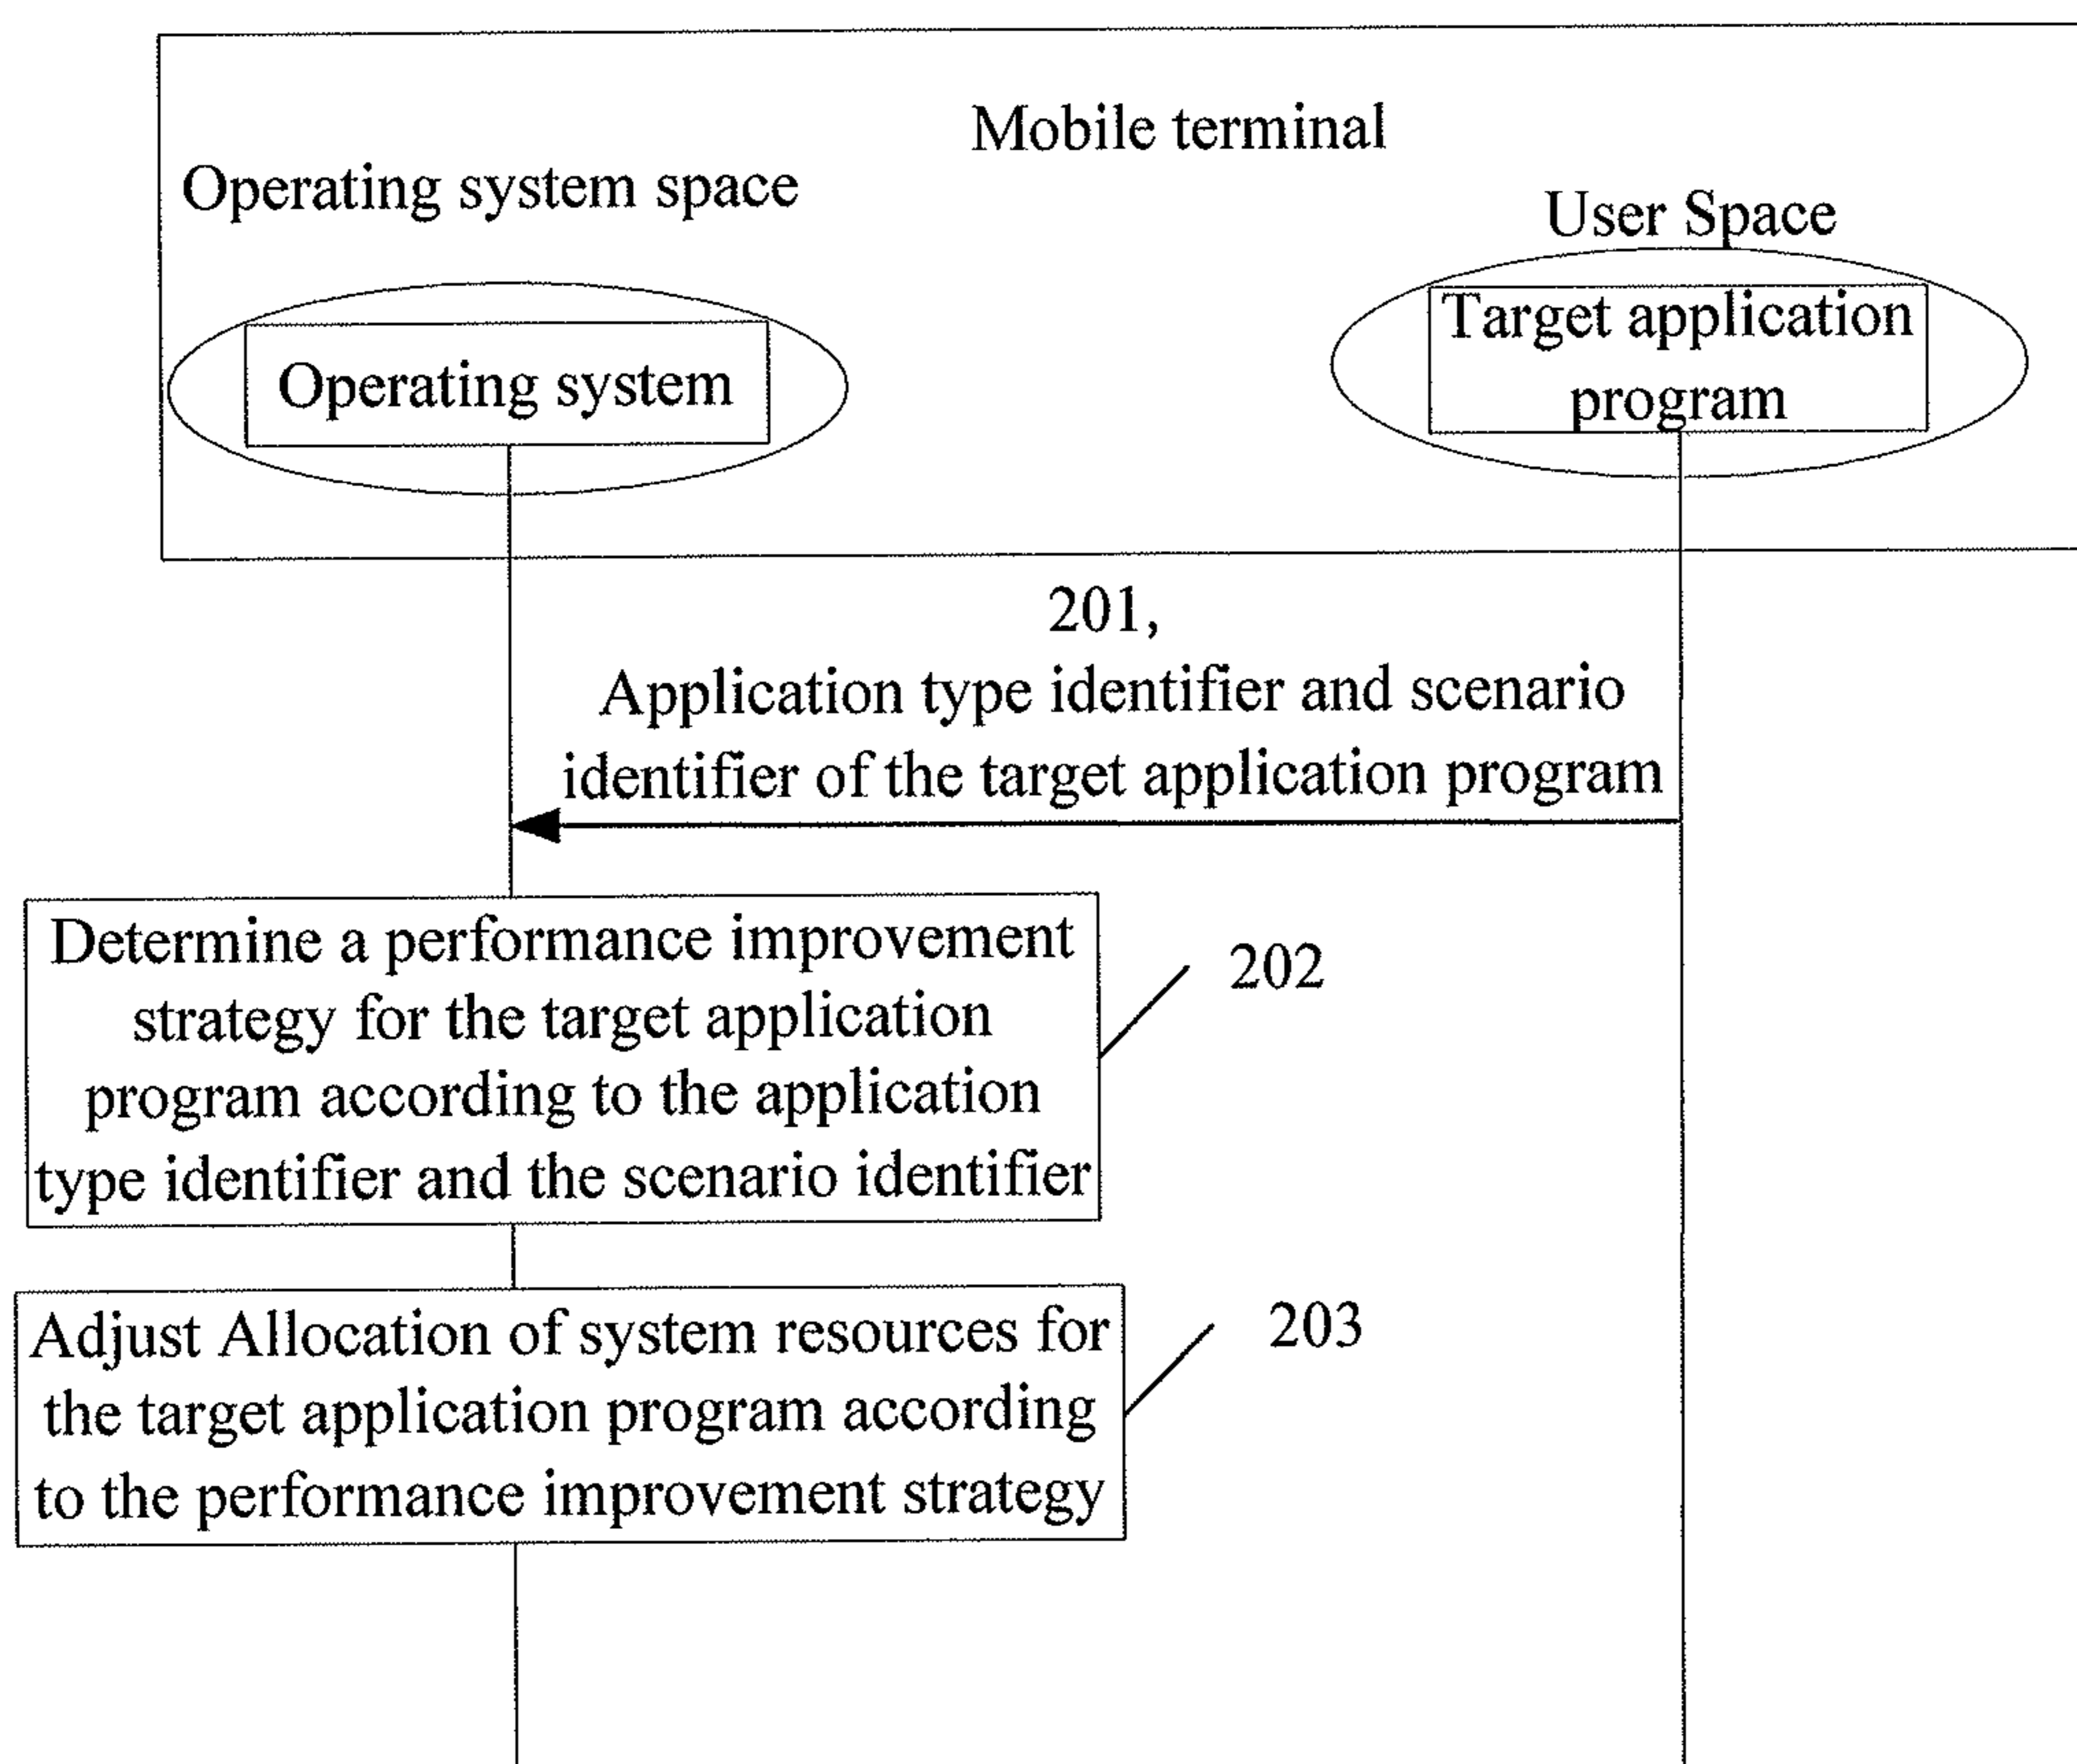 Mobile terminal
Operating system space
User Space
Operating system
Target application
program
201,
Application type identifier and scenario
identifier of the target application program
Determine a performance improvement
strategy for the target application
program according to the application
type identifier and the scenario identifier
202
Adjust Allocation of system resources for
the target application program according
to the performance improvement strategy
203